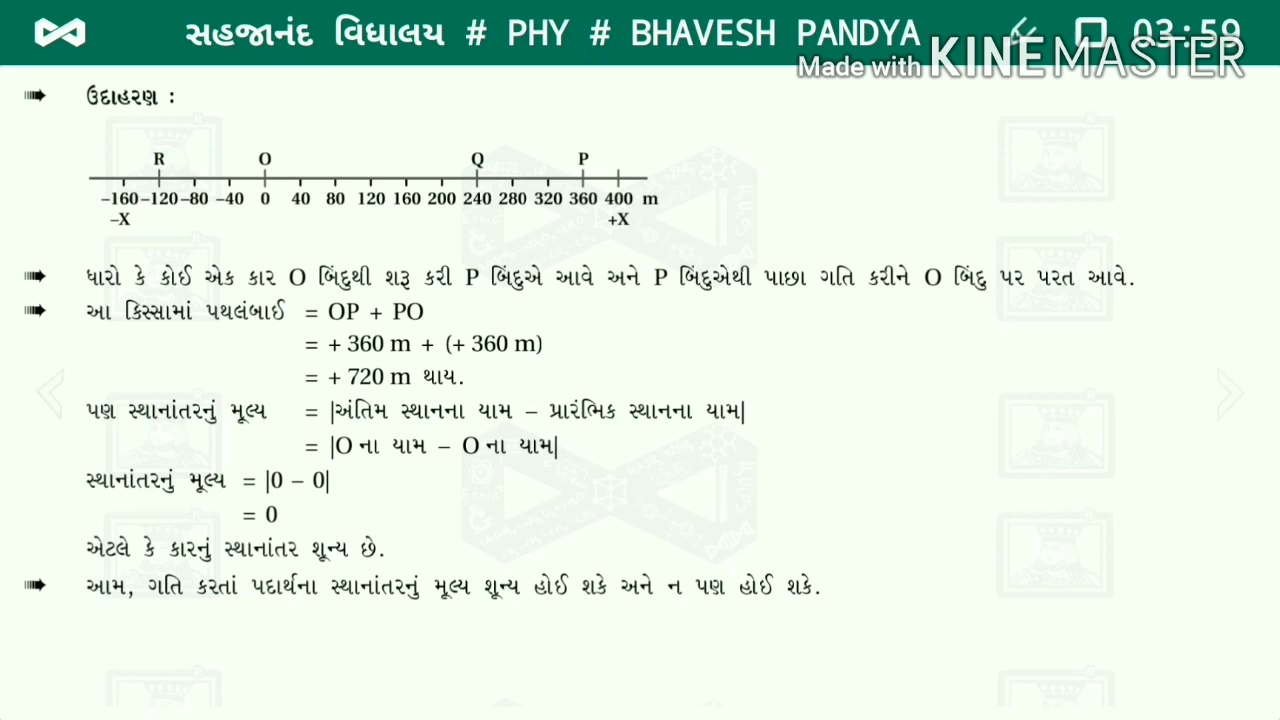 સહજાનંદ વિધાલય # PHY # BHAVESH PANDYA 03:59
Made with KINEMASTER
ઉદાહરણ :
R O Q P
–160 –120 –80 –40 0 40 80 120 160 200 240 280 320 360 400 m
–X +X
ધારો કે કોઈ એક કાર O બિંદુથી શરૂ કરી P બિંદુએ આવે અને P બિંદુએથી પાછા ગતિ કરીને O બિંદુ પર પરત આવે.
આ કિસ્સામાં પથલંબાઈ = OP + PO
= + 360 m + (+ 360 m)
= + 720 m થાય.
પણ સ્થાનાંતરનું મૂલ્ય = |અંતિમ સ્થાનના યામ – પ્રારંભિક સ્થાનના યામ|
= |O ના યામ – O ના યામ|
સ્થાનાંતરનું મૂલ્ય = |0 – 0|
= 0
એટલે કે કારનું સ્થાનાંતર શૂન્ય છે.
આમ, ગતિ કરતાં પદાર્થના સ્થાનાંતરનું મૂલ્ય શૂન્ય હોઈ શકે અને ન પણ હોઈ શકે.